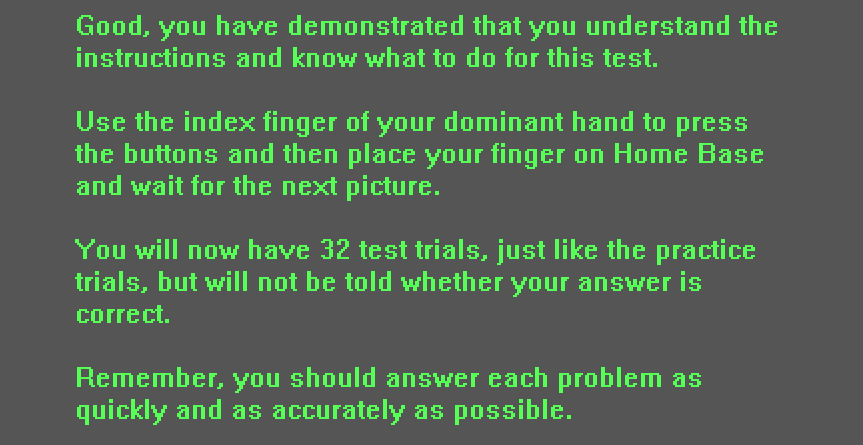 Good, you have demonstrated that you understand the
instructions and know what to do for this test.
Use the index finger of your dominant hand to press
the buttons and then place your finger on Home Base
and wait for the next picture.
You will now have 32 test trials, just like the practice
trials, but will not be told whether your answer is
correct.
Remember, you should answer each problem as
quickly and as accurately as possible.